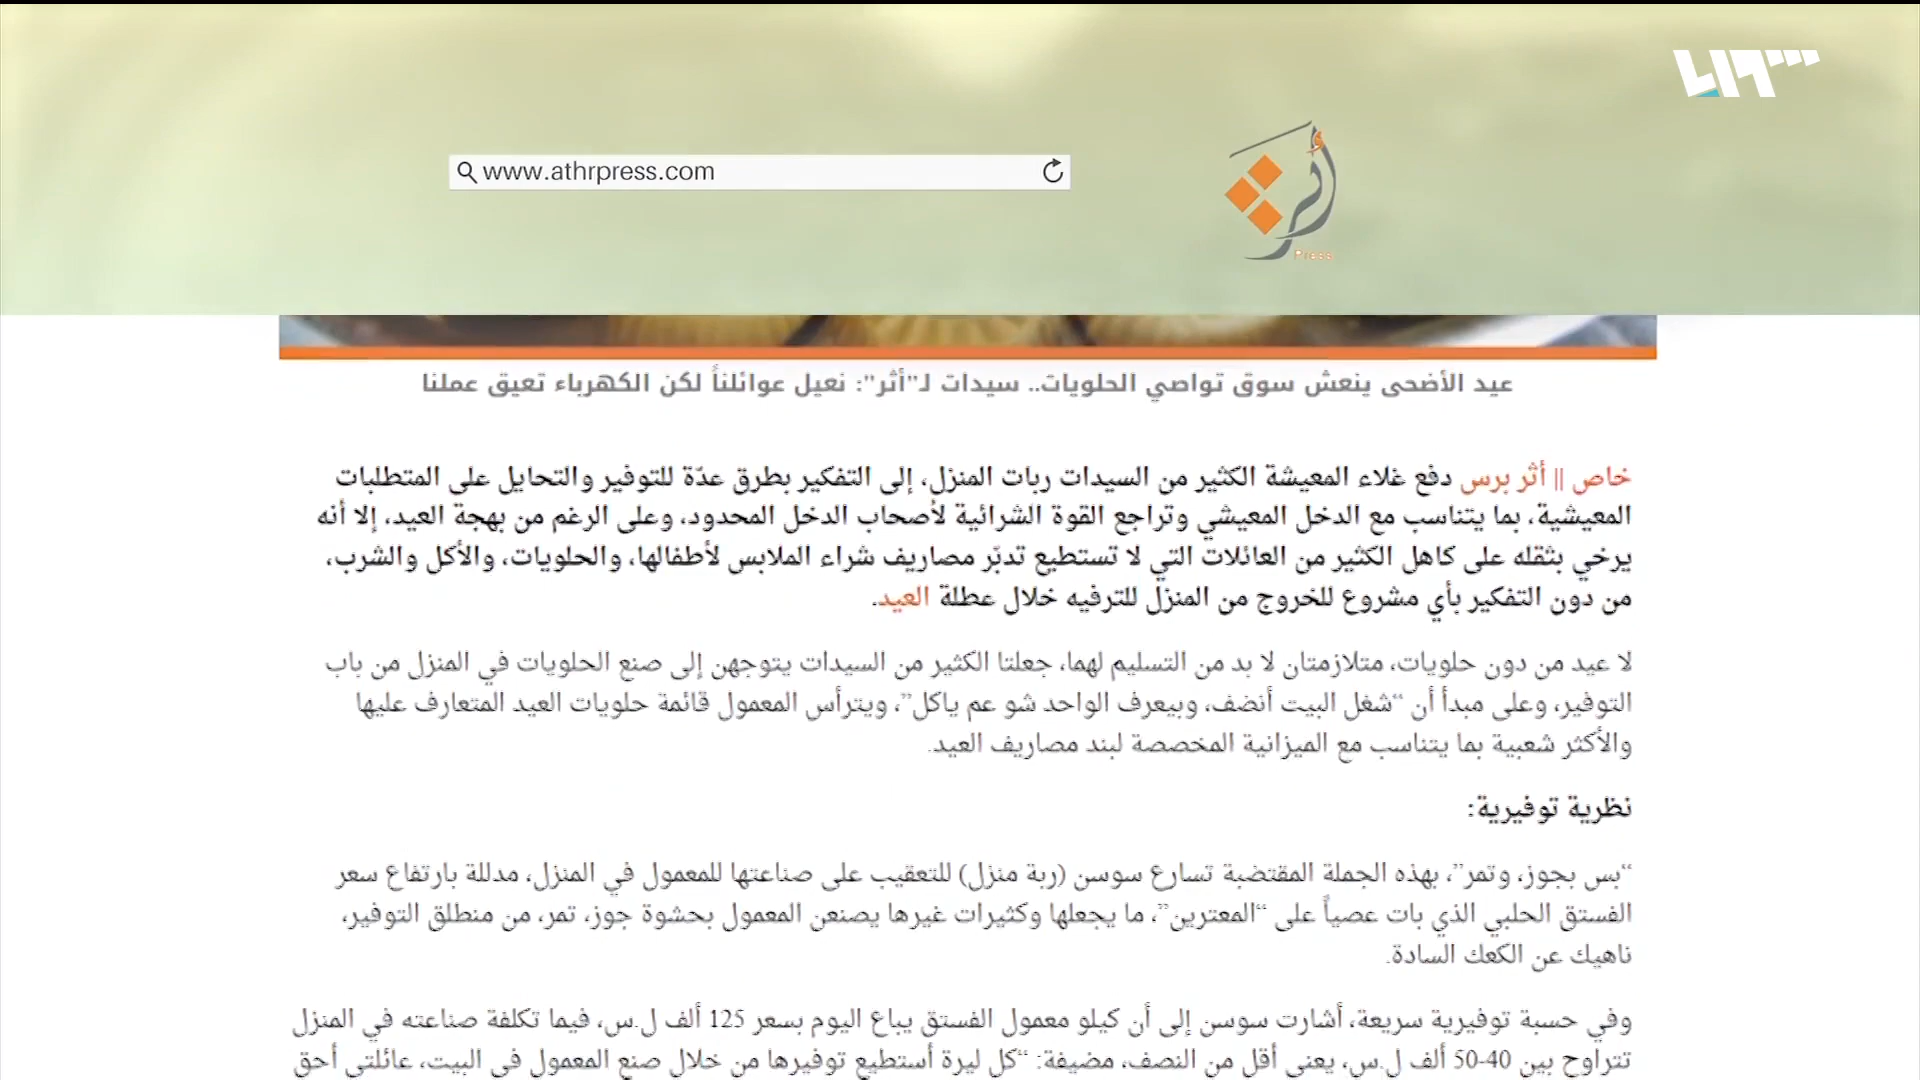 www.athrpress.com
أثر
Press
عيد الأضحى ينعش سوق تواصي الحلويات.. سيدات لـ"أثر": نعيل عوائلناً لكن الكهرباء تعيق عملنا
خاص || أثر برس دفع غلاء المعيشة الكثير من السيدات ربات المنزل، إلى التفكير بطرق عدّة للتوفير والتحايل على المتطلبات
المعيشية، بما يتناسب مع الدخل المعيشي وتراجع القوة الشرائية لأصحاب الدخل المحدود، وعلى الرغم من بهجة العيد، إلا أنه
يرخي بثقله على كاهل الكثير من العائلات التي لا تستطيع تدبّر مصاريف شراء الملابس لأطفالها، والحلويات، والأكل والشرب،
من دون التفكير بأي مشروع للخروج من المنزل للترفيه خلال عطلة العيد.
لا عيد من دون حلويات، متلازمتان لا بد من التسليم لهما، جعلتا الكثير من السيدات يتوجهن إلى صنع الحلويات في المنزل من باب
التوفير، وعلى مبدأ أن “شغل البيت أنضف، وبيعرف الواحد شو عم ياكل”، ويترأس المعمول قائمة حلويات العيد المتعارف عليها
والأكثر شعبية بما يتناسب مع الميزانية المخصصة لبند مصاريف العيد.
نظرية توفيرية:
“بس بجوز، وتمر”، بهذه الجملة المقتضبة تسارع سوسن (ربة منزل) للتعقيب على صناعتها للمعمول في المنزل، مدللة بارتفاع سعر
الفستق الحلبي الذي بات عصياً على “المعترين”، ما يجعلها وكثيرات غيرها يصنعن المعمول بحشوة جوز، تمر، من منطلق التوفير،
ناهيك عن الكعك السادة.
وفي حسبة توفيرية سريعة، أشارت سوسن إلى أن كيلو معمول الفستق يباع اليوم بسعر 125 ألف ل.س، فيما تكلفة صناعته في المنزل
تتراوح بين 40-50 ألف ل.س، يعني أقل من النصف، مضيفة: “كل ليرة أستطيع توفيرها من خلال صنع المعمول في البيت، عائلتي أحق